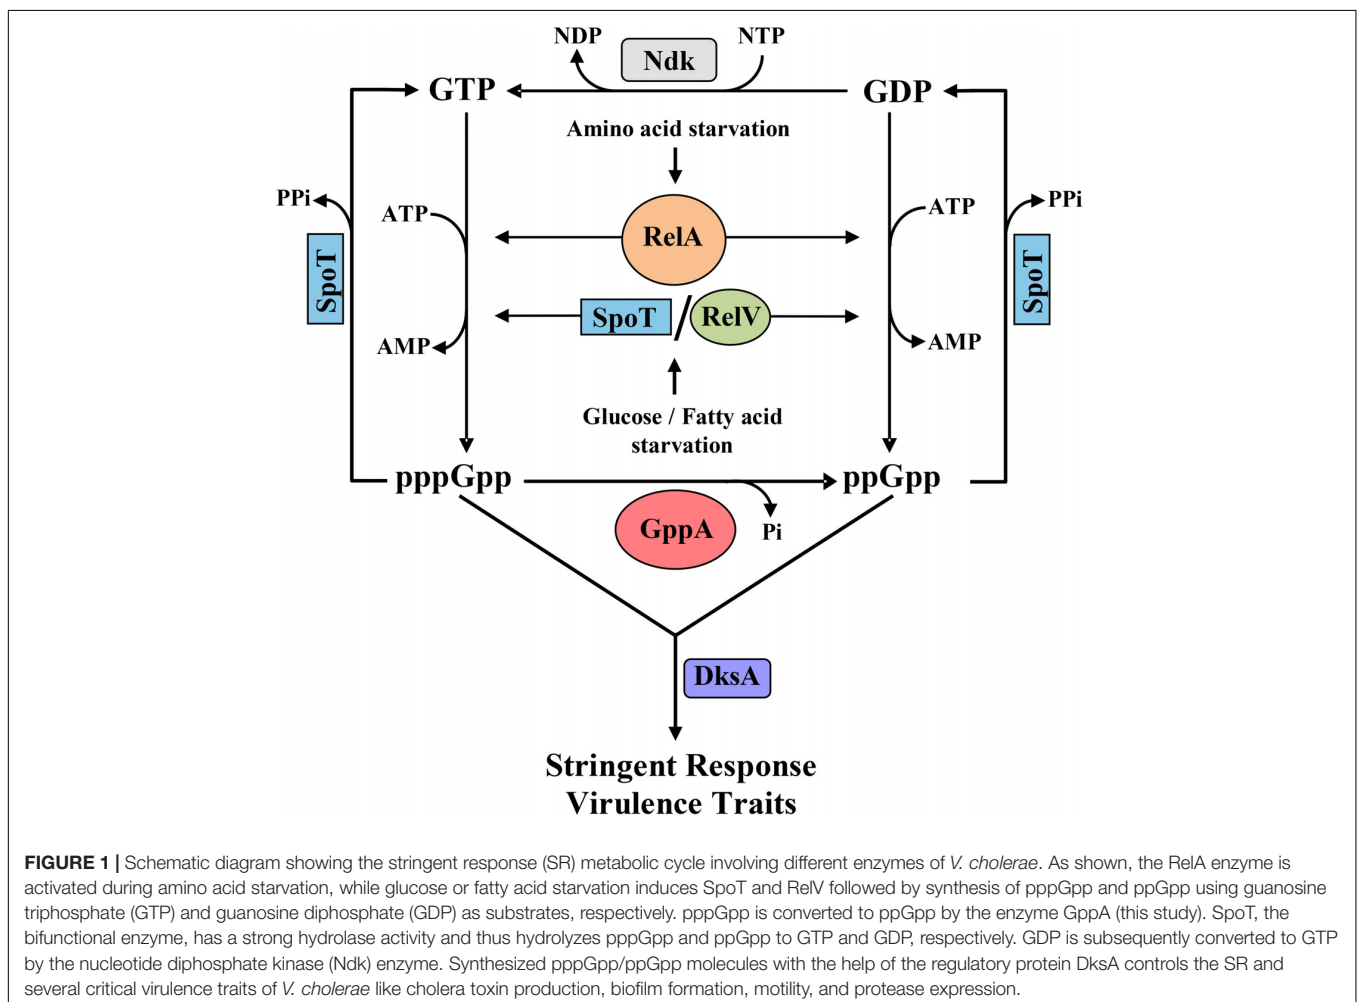 NDP
NTP
Ndk
GTP
GDP
Amino acid starvation
PPi
ATP
RelA
ATP
PPi
SpoT
SpoT
SpoT / RelV
AMP
AMP
Glucose / Fatty acid
starvation
pppGpp
ppGpp
GppA
Pi
DksA
Stringent Response
Virulence Traits
FIGURE 1 | Schematic diagram showing the stringent response (SR) metabolic cycle involving different enzymes of V. cholerae. As shown, the RelA enzyme is
activated during amino acid starvation, while glucose or fatty acid starvation induces SpoT and RelV followed by synthesis of pppGpp and ppGpp using guanosine
triphosphate (GTP) and guanosine diphosphate (GDP) as substrates, respectively. pppGpp is converted to ppGpp by the enzyme GppA (this study). SpoT, the
bifunctional enzyme, has a strong hydrolase activity and thus hydrolyzes pppGpp and ppGpp to GTP and GDP, respectively. GDP is subsequently converted to GTP
by the nucleotide diphosphate kinase (Ndk) enzyme. Synthesized pppGpp/ppGpp molecules with the help of the regulatory protein DksA controls the SR and
several critical virulence traits of V. cholerae like cholera toxin production, biofilm formation, motility, and protease expression.